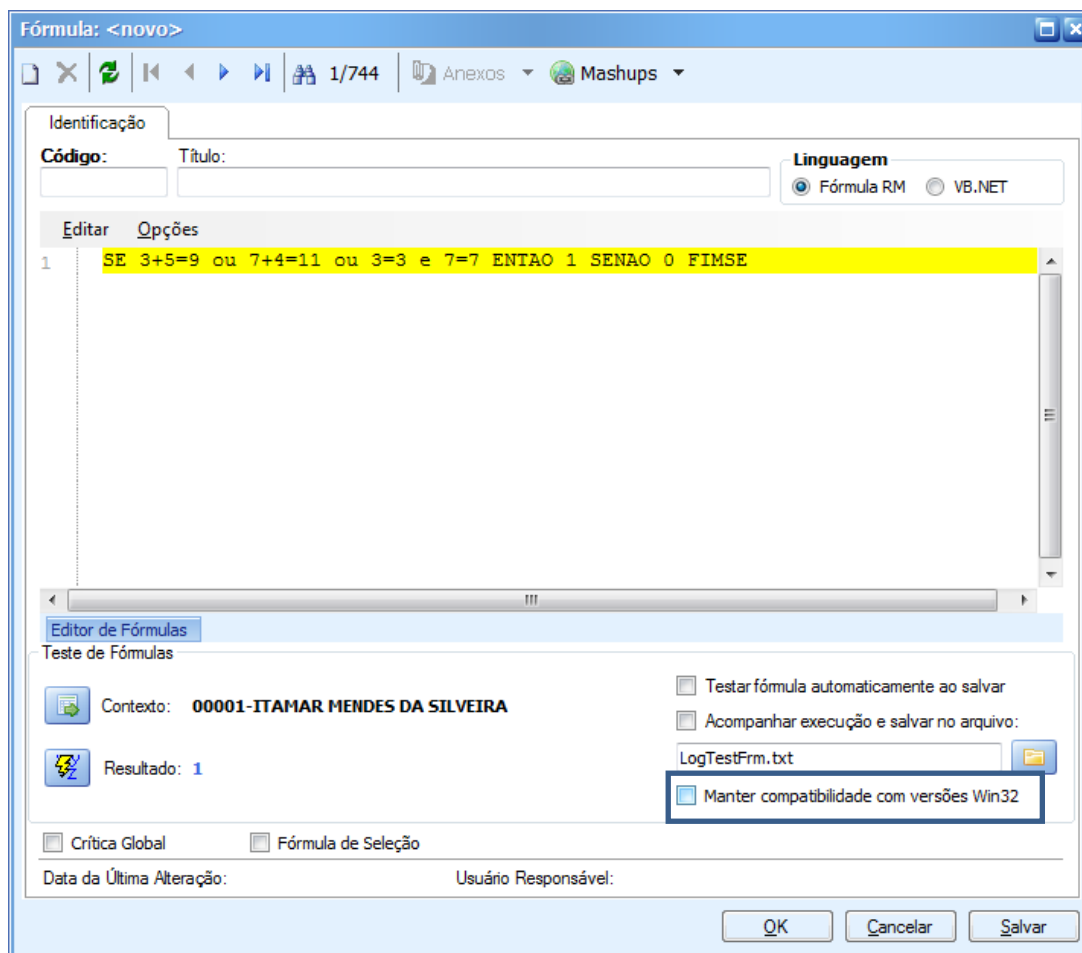 Fórmula: <novo>
1/744 Anexos Mashups
Identificação
Código: Título:
Linguagem
Fórmula RM VB.NET
Editar Opções
1 SE 3+5=9 ou 7+4=11 ou 3=3 e 7=7 ENTAO 1 SENAO 0 FIMSE
Editor de Fórmulas
Teste de Fórmulas
Contexto: 00001-ITAMAR MENDES DA SILVEIRA
Testar fórmula automaticamente ao salvar
Acompanhar execução e salvar no arquivo:
Resultado: 1
LogTestFrm.txt
Manter compatibilidade com versões Win32
Crítica Global Fórmula de Seleção
Data da Última Alteração: Usuário Responsável:
OK Cancelar Salvar